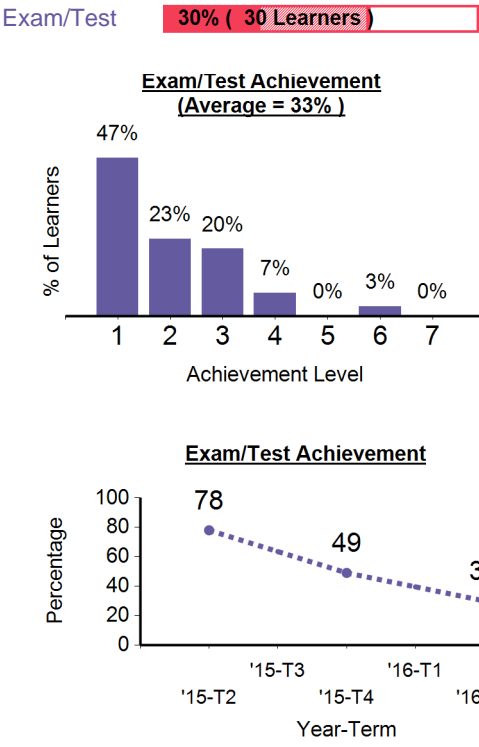 Exam/Test
30% ( 30 Learners )
Exam/Test Achievement
(Average = 33% )
47%
23%
20%
7%
0%
3%
0%
% of Learners
1 2 3 4 5 6 7
Achievement Level
Exam/Test Achievement
Percentage
100
80
60
40
20
0
78
49
3
'15-T3 '16-T1
'15-T2 '15-T4 '16
Year-Term